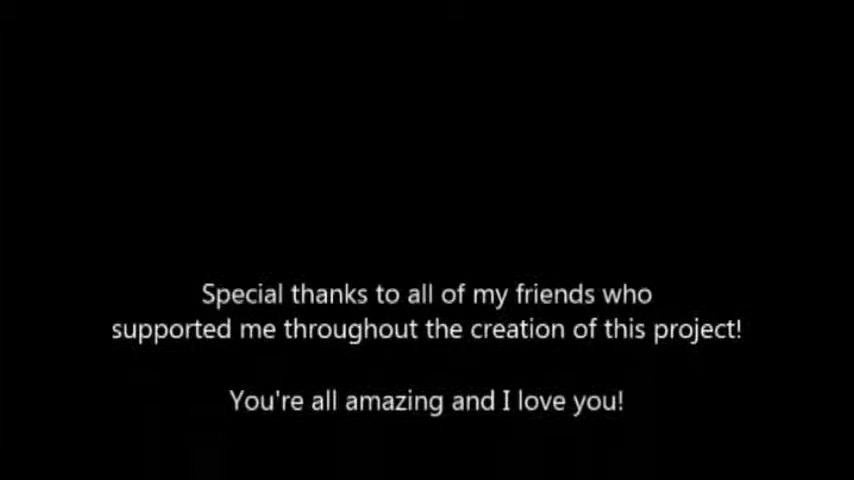 Special thanks to all of my friends who
supported me throughout the creation of this project!
You're all amazing and I love you!